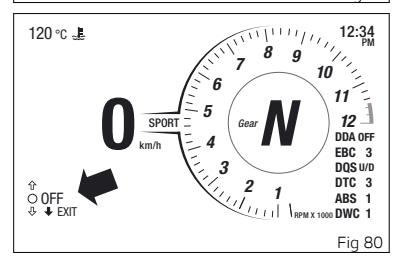 120 °C
12:34
PM
8 9
7 10
6 11
5 12
4
3
2 1
RPM X 1000
SPORT
0
km/h
Gear N
DDA OFF
EBC 3
DQS U/D
DTC 3
ABS 1
DWC 1
OFF
EXIT
Fig 80